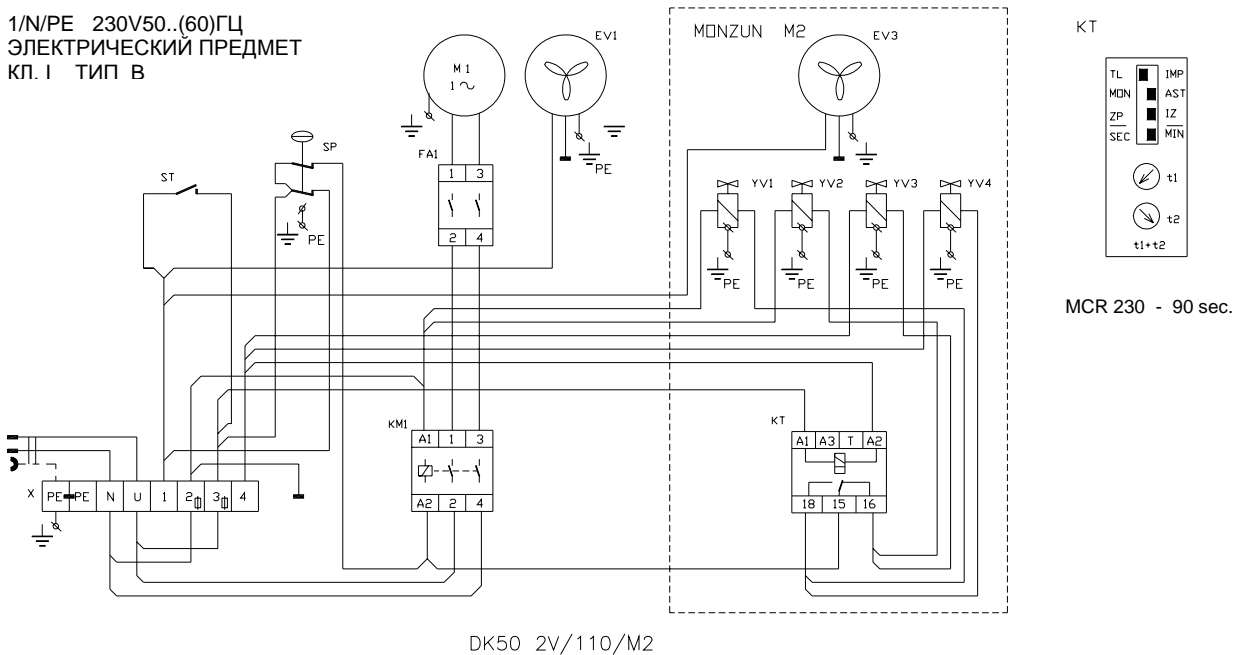 1/N/PE 230V50..(60)ГЦ
ЭЛЕКТРИЧЕСКИЙ ПРЕДМЕТ
КЛ. I ТИП В
M1
1~
EV1
MONZUN M2
EV3
KT
TL IMP
MON AST
ZP IZ
SEC MIN
t1
t2
t1+t2
MCR 230 - 90 sec.
ST
SP
PE
FA1
1 3
2 4
PE
YV1 YV2 YV3 YV4
PE PE PE PE
KM1
A1 1 3
A2 2 4
KT
A1 A3 T A2
18 15 16
X PE PE N U 1 2 3 4
DK50 2V/110/M2